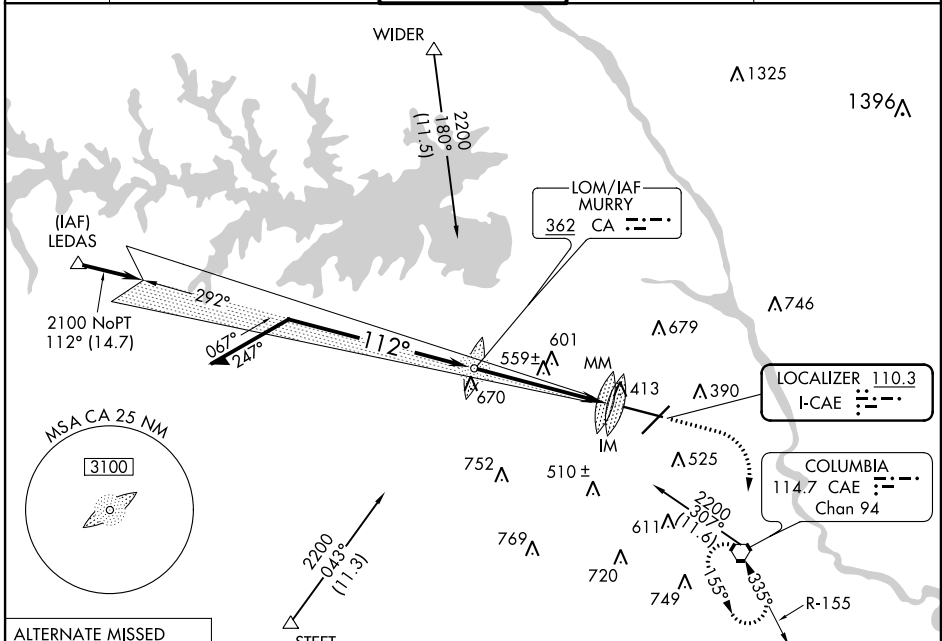 WIDER
2200
180°
(11.5)
1325
1396
LOM/IAF
MURRY
362 CA
(IAF)
LEDAS
2100 NoPT
112° (14.7)
292°
067°
247°
112°
746
679
601
559±
670
MM
413
IM
390
LOCALIZER 110.3
I-CAE
MSA CA 25 NM
3100
752
510 ±
525
COLUMBIA
114.7 CAE
Chan 94
2200
307°
(11.6)
611
769
720
749
155°
335°
R-155
2200
043°
(11.3)
ALTERNATE MISSED